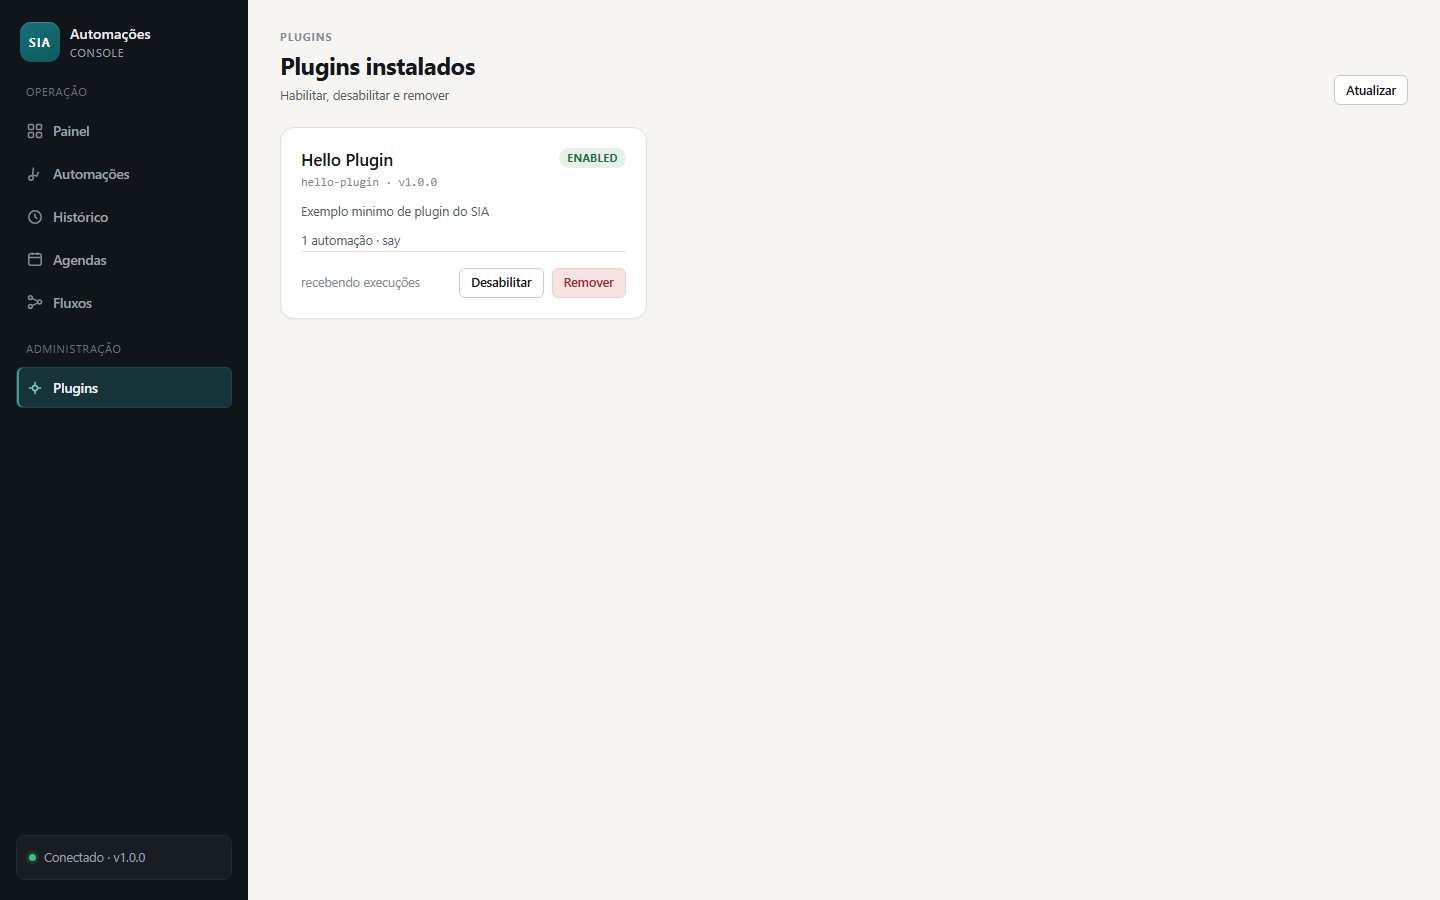 SIA
Automações
CONSOLE
OPERAÇÃO
Painel
Automações
Histórico
Agendas
Fluxos
ADMINISTRAÇÃO
Plugins
Conectado · v1.0.0
PLUGINS
Plugins instalados
Habilitar, desabilitar e remover
Atualizar
Hello Plugin
ENABLED
hello-plugin · v1.0.0
Exemplo minimo de plugin do SIA
1 automação · say
recebendo execuções
Desabilitar
Remover